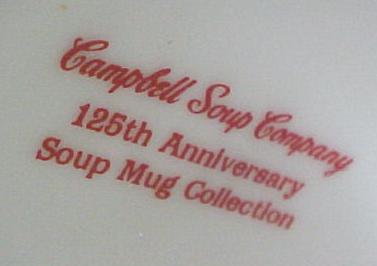 Campbell Soup Company
125th Anniversary
Soup Mug Collection